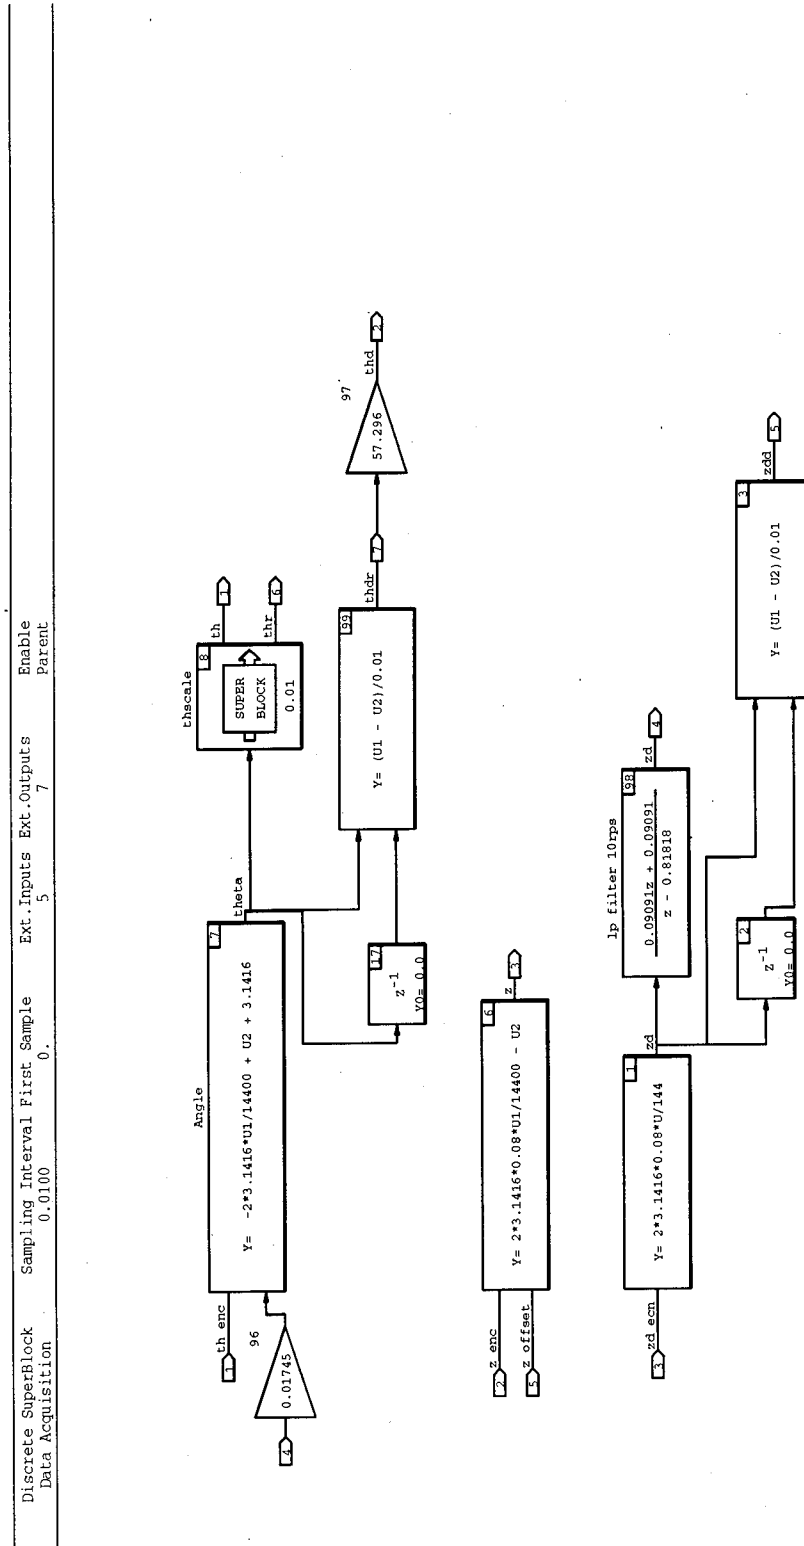 Discrete SuperBlock Sampling Interval First Sample Ext.Inputs Ext.Outputs Enable
Data Acquisition 0.0100 0. 5 7 Parent
thscale
8
th
1
SUPER
BLOCK
thr
6
0.01
Angle
7
th enc
1
Y= -2*3.1416*U1/14400 + U2 + 3.1416
theta
96
4
0.01745
99
Y= (U1 - U2)/0.01
thdr
7
97
57.296
thd
2
17
z-1
Y0= 0.0
6
z enc
2
z offset
5
Y= 2*3.1416*0.08*U1/14400 - U2
z
3
lp filter 10rps
98
0.09091z + 0.09091
z - 0.81818
zd
4
1
zd ecn
3
Y= 2*3.1416*0.08*U/144
zd
2
z-1
Y0= 0.0
3
Y= (U1 - U2)/0.01
zdd
5